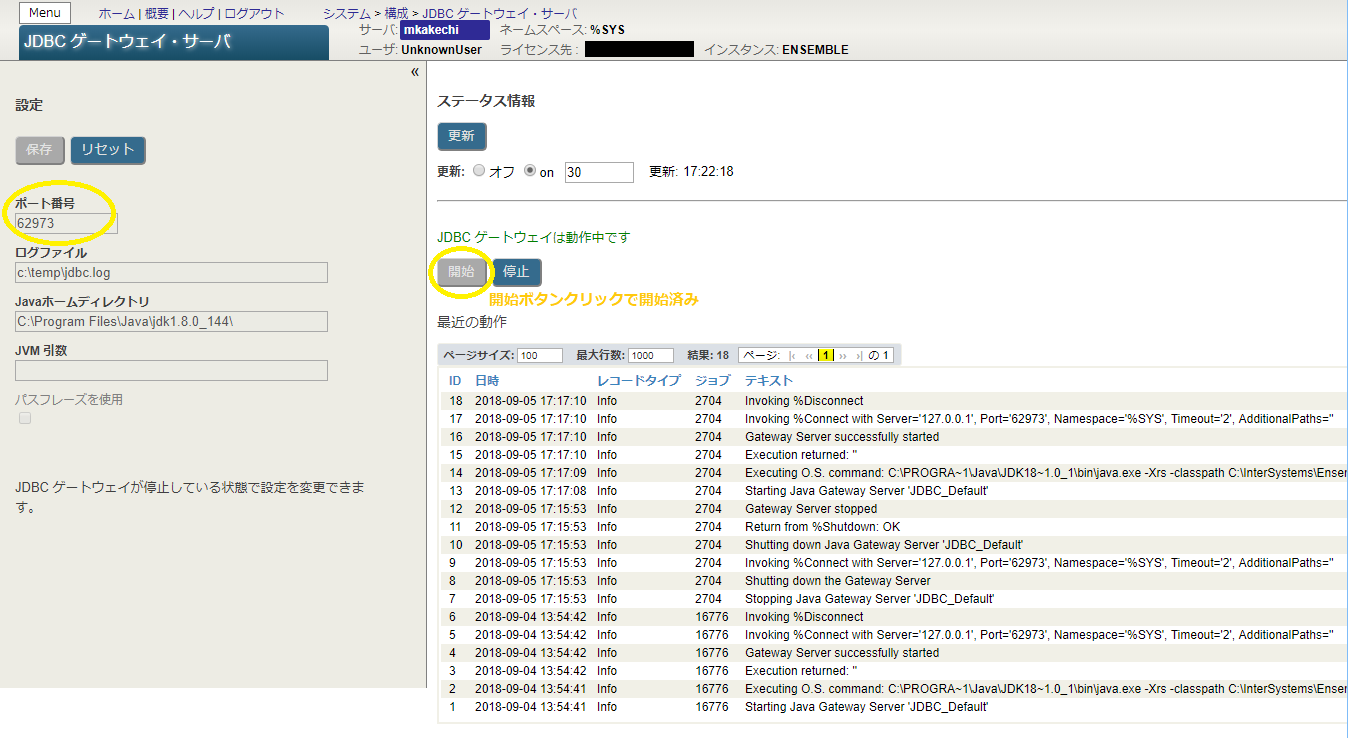 Menu
ホーム | 概要 | ヘルプ | ログアウト
システム > 構成 > JDBC ゲートウェイ・サーバ
JDBC ゲートウェイ・サーバ
サーバ: mkakechi ネームスペース: %SYS
ユーザ: UnknownUser ライセンス先 : インスタンス: ENSEMBLE
«
設定
保存 リセット
ポート番号
62973
ログファイル
c:\temp\jdbc.log
Javaホームディレクトリ
C:\Program Files\Java\jdk1.8.0_144\
JVM 引数
パスフレーズを使用
JDBC ゲートウェイが停止している状態で設定を変更できま
す。
ステータス情報
更新
更新: オフ on 30 更新: 17:22:18
JDBC ゲートウェイは動作中です
開始 停止
開始ボタンクリックで開始済み
最近の動作
ページサイズ: 100 最大行数: 1000 結果: 18 ページ: |‹ ‹‹ 1 ›› ›| の 1
ID 日時 レコードタイプ ジョブ テキスト
18 2018-09-05 17:17:10 Info 2704 Invoking %Disconnect
17 2018-09-05 17:17:10 Info 2704 Invoking %Connect with Server='127.0.0.1', Port='62973', Namespace='%SYS', Timeout='2', AdditionalPaths=''
16 2018-09-05 17:17:10 Info 2704 Gateway Server successfully started
15 2018-09-05 17:17:10 Info 2704 Execution returned: ''
14 2018-09-05 17:17:09 Info 2704 Executing O.S. command: C:\PROGRA~1\Java\JDK18~1.0_1\bin\java.exe -Xrs -classpath C:\InterSystems\Enser
13 2018-09-05 17:17:08 Info 2704 Starting Java Gateway Server 'JDBC_Default'
12 2018-09-05 17:15:53 Info 2704 Gateway Server stopped
11 2018-09-05 17:15:53 Info 2704 Return from %Shutdown: OK
10 2018-09-05 17:15:53 Info 2704 Shutting down Java Gateway Server 'JDBC_Default'
9 2018-09-05 17:15:53 Info 2704 Invoking %Connect with Server='127.0.0.1', Port='62973', Namespace='%SYS', Timeout='2', AdditionalPaths=''
8 2018-09-05 17:15:53 Info 2704 Shutting down the Gateway Server
7 2018-09-05 17:15:53 Info 2704 Stopping Java Gateway Server 'JDBC_Default'
6 2018-09-04 13:54:42 Info 16776 Invoking %Disconnect
5 2018-09-04 13:54:42 Info 16776 Invoking %Connect with Server='127.0.0.1', Port='62973', Namespace='%SYS', Timeout='2', AdditionalPaths=''
4 2018-09-04 13:54:42 Info 16776 Gateway Server successfully started
3 2018-09-04 13:54:42 Info 16776 Execution returned: ''
2 2018-09-04 13:54:41 Info 16776 Executing O.S. command: C:\PROGRA~1\Java\JDK18~1.0_1\bin\java.exe -Xrs -classpath C:\InterSystems\Enser
1 2018-09-04 13:54:41 Info 16776 Starting Java Gateway Server 'JDBC_Default'